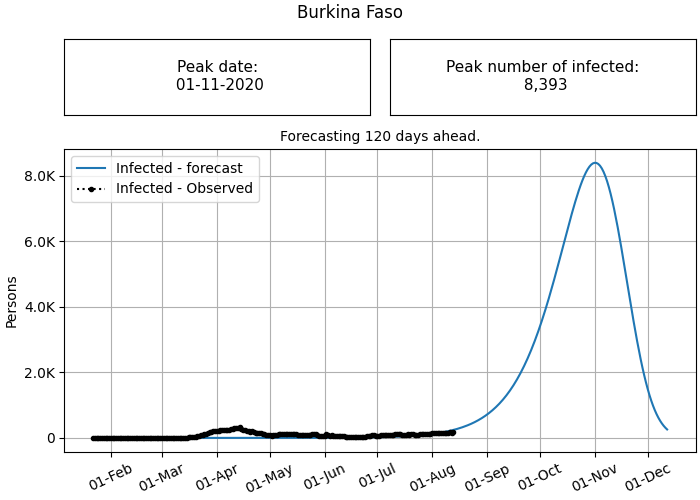 Burkina Faso
Peak date:
01-11-2020
Peak number of infected:
8,393
Forecasting 120 days ahead.
Infected - forecast
Infected - Observed
Persons
8.0K
6.0K
4.0K
2.0K
0
01-Feb
01-Mar
01-Apr
01-May
01-Jun
01-Jul
01-Aug
01-Sep
01-Oct
01-Nov
01-Dec